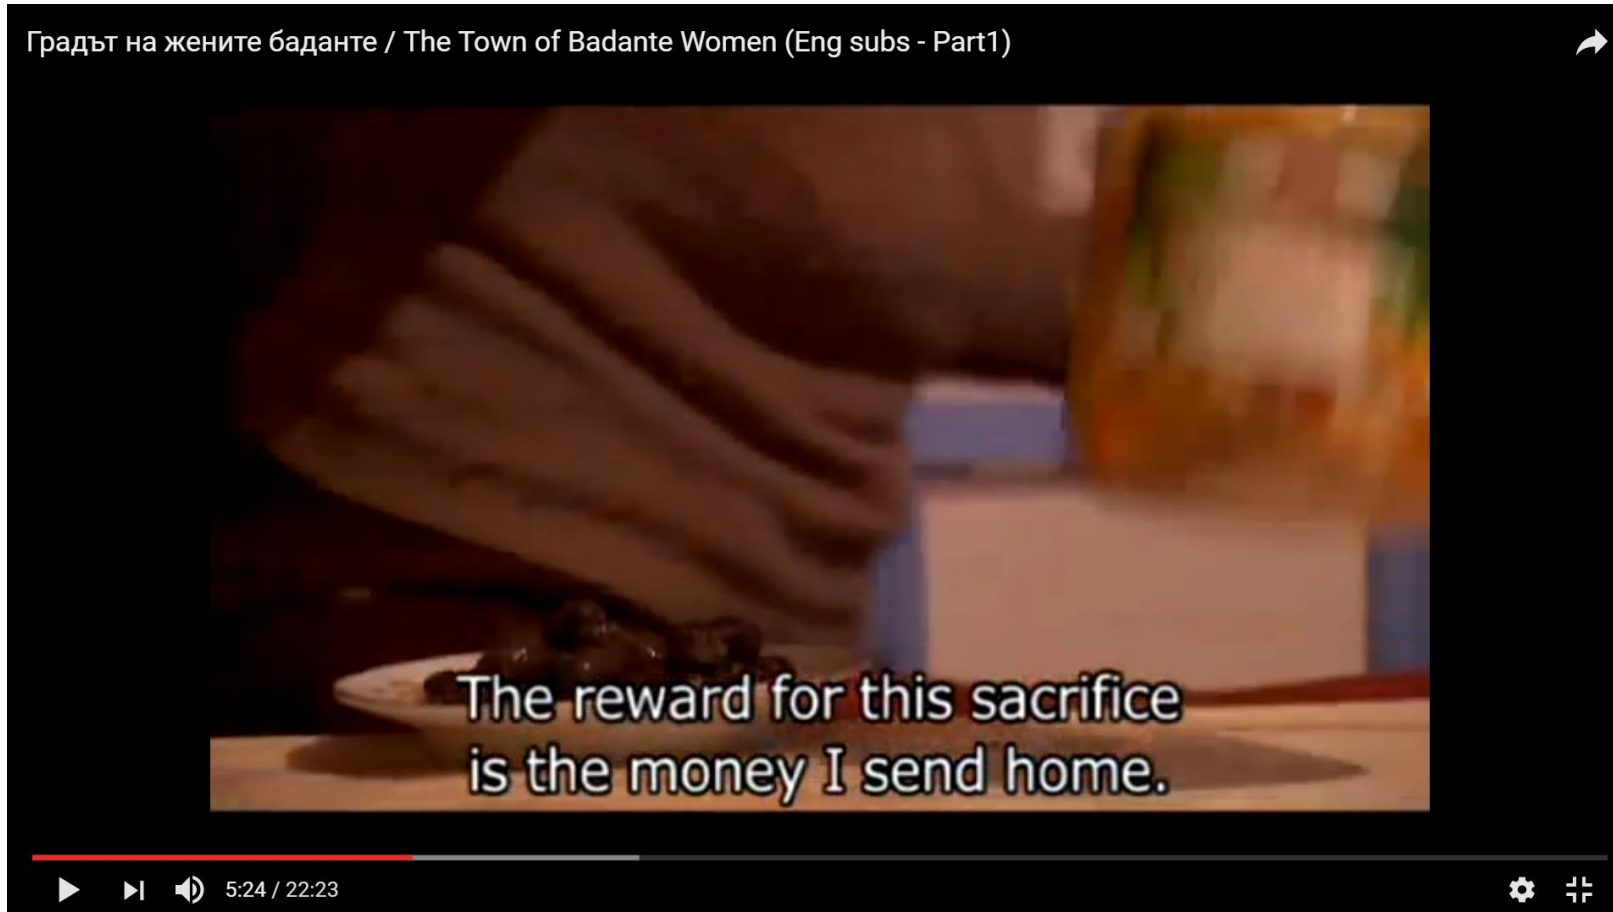 Градът на жените баданте / The Town of Badante Women (Eng subs - Part1)
The reward for this sacrifice
is the money I send home.
5:24 / 22:23